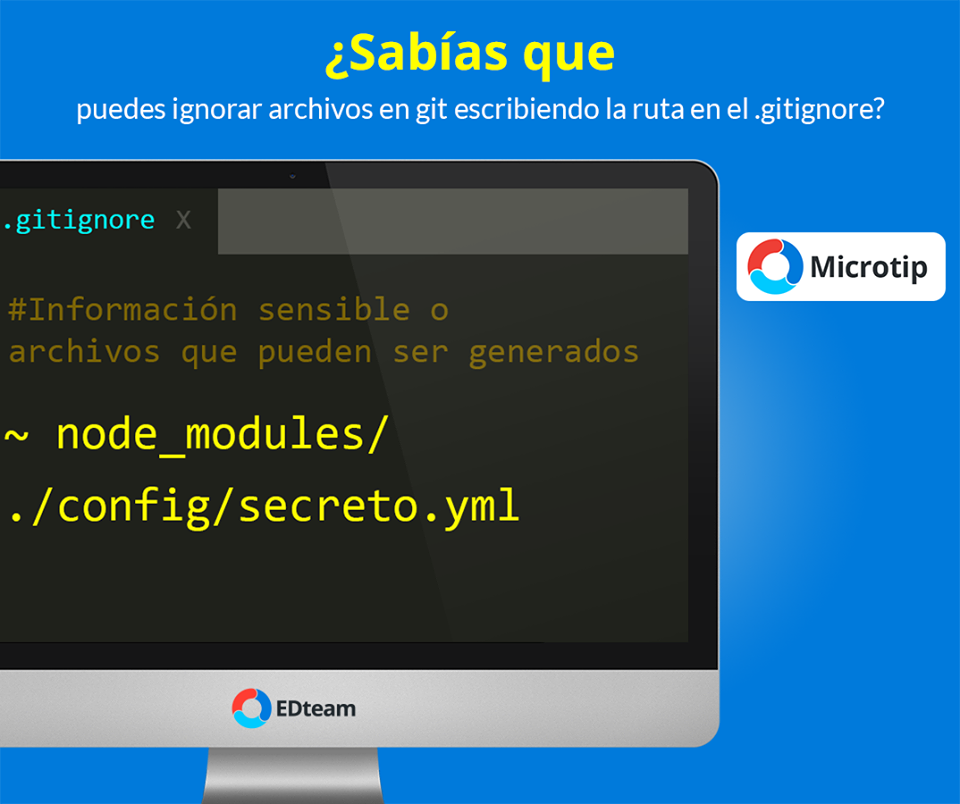 ¿Sabías que
puedes ignorar archivos en git escribiendo la ruta en el .gitignore?
.gitignore X
Microtip
#Información sensible o
archivos que pueden ser generados
~ node_modules/
./config/secreto.yml
EDteam